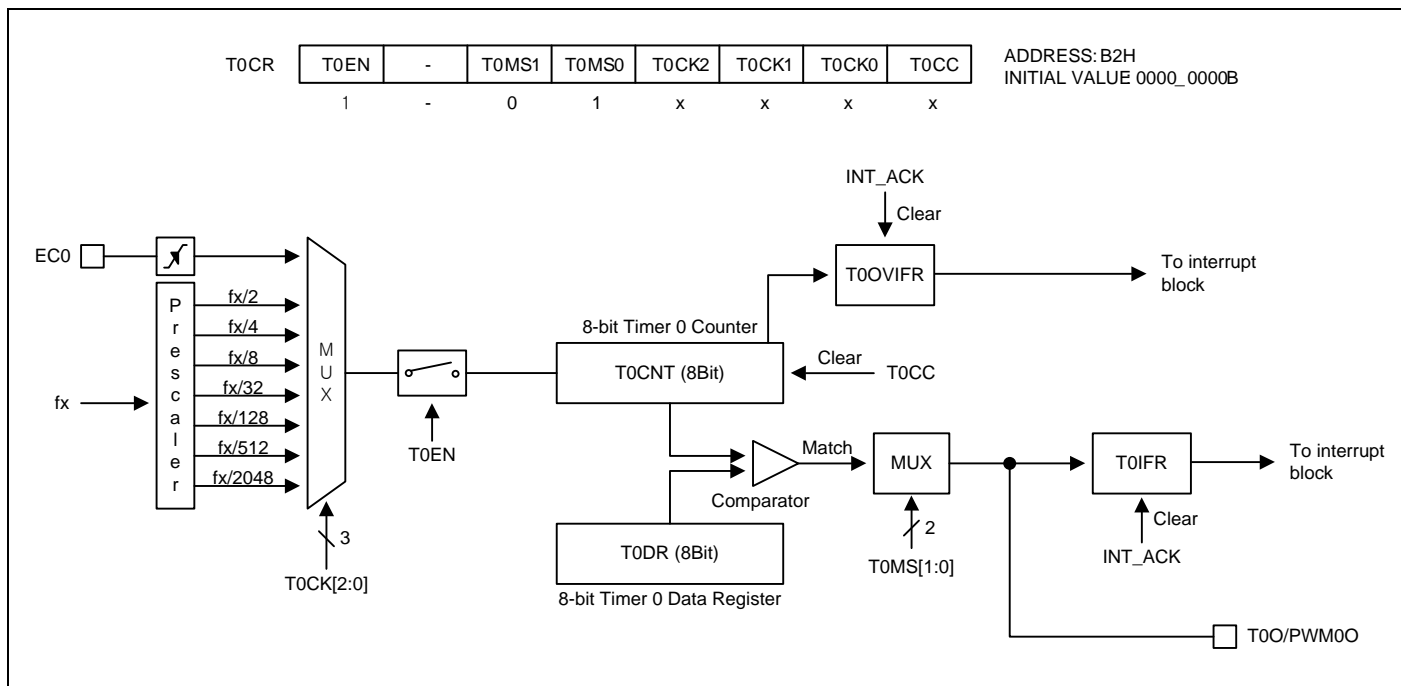 T0CR T0EN - T0MS1 T0MS0 T0CK2 T0CK1 T0CK0 T0CC
1 - 0 1 x x x x
ADDRESS: B2H
INITIAL VALUE 0000_0000B
EC0
fx
Prescaler
fx/2
fx/4
fx/8
fx/32
fx/128
fx/512
fx/2048
MUX
3
T0CK[2:0]
T0EN
8-bit Timer 0 Counter
T0CNT (8Bit)
Clear
T0CC
INT_ACK
Clear
T0OVIFR
To interrupt
block
Comparator
Match
T0DR (8Bit)
8-bit Timer 0 Data Register
MUX
2
T0MS[1:0]
T0IFR
Clear
INT_ACK
To interrupt
block
T0O/PWM0O